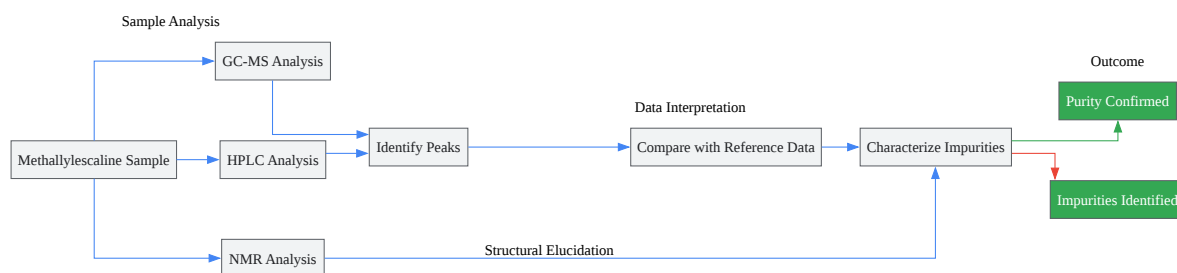 Sample Analysis
GC-MS Analysis
Outcome
Purity Confirmed
Data Interpretation
Methallylescaline Sample
HPLC Analysis
Identify Peaks
Compare with Reference Data
Characterize Impurities
Impurities Identified
NMR Analysis
Structural Elucidation